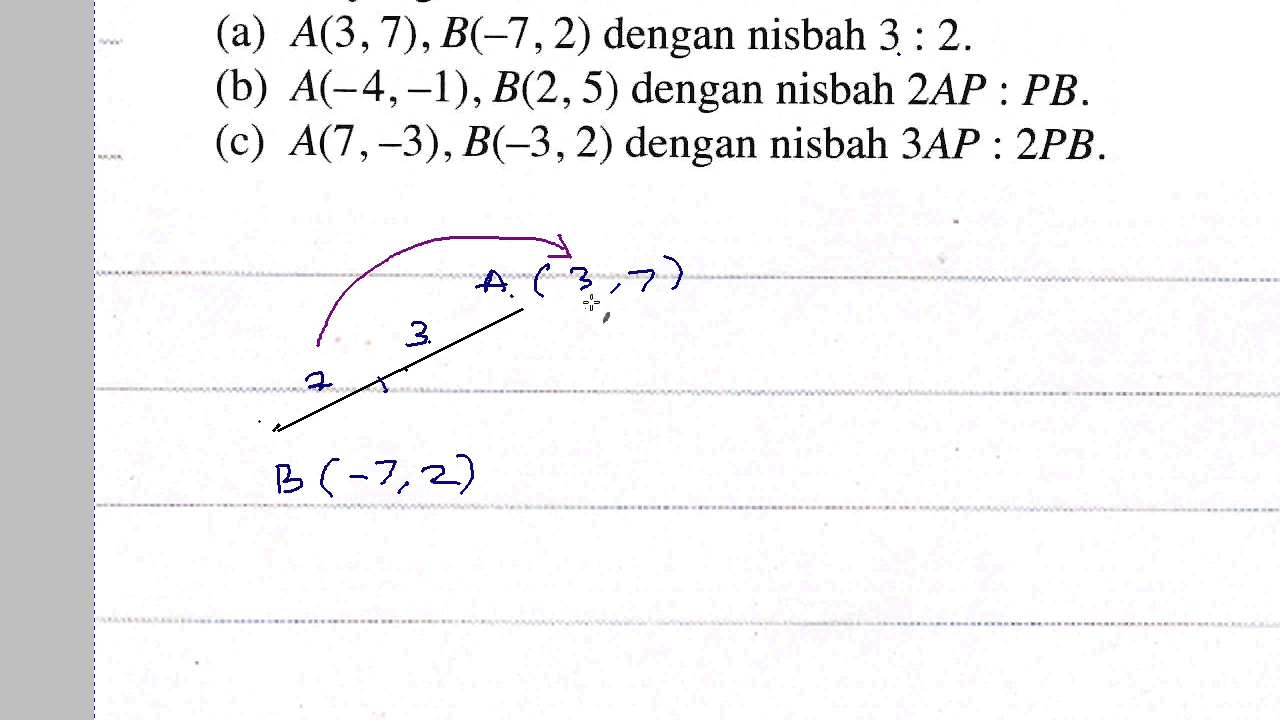 (a) A(3, 7), B(–7, 2) dengan nisbah 3 : 2.
(b) A(–4, –1), B(2, 5) dengan nisbah 2AP : PB.
(c) A(7, –3), B(–3, 2) dengan nisbah 3AP : 2PB.
A. (3, 7)
3
2
B (-7, 2)